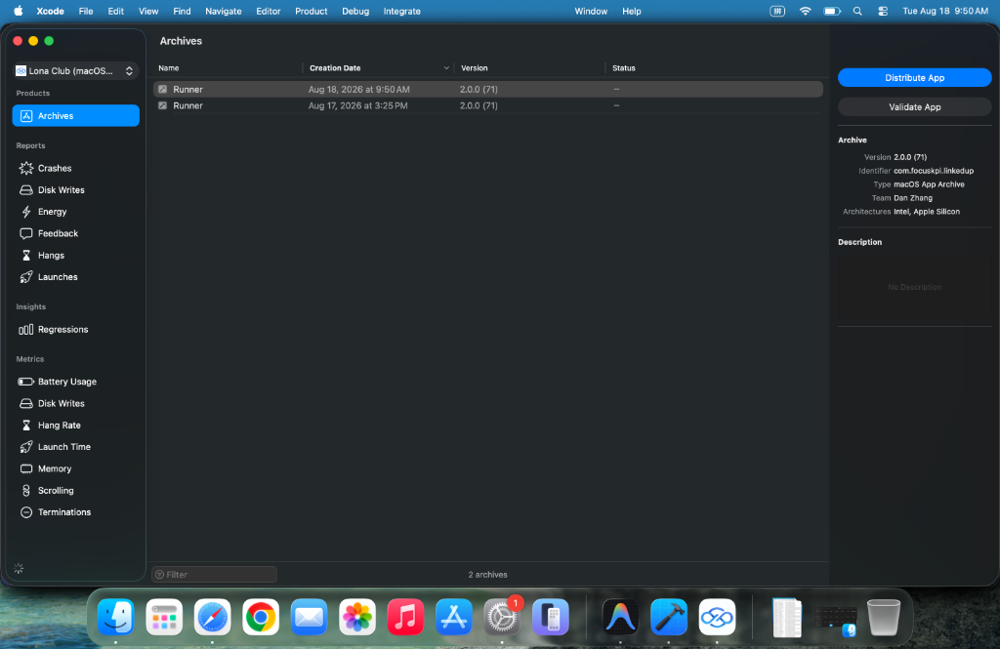 Xcode File Edit View Find Navigate Editor Product Debug Integrate Window Help Tue Aug 18 9:50 AM
Lona Club (macOS...
Products
Archives
Reports
Crashes
Disk Writes
Energy
Feedback
Hangs
Launches
Insights
Regressions
Metrics
Battery Usage
Disk Writes
Hang Rate
Launch Time
Memory
Scrolling
Terminations
Archives
Name Creation Date Version Status
Runner Aug 18, 2026 at 9:50 AM 2.0.0 (71) --
Runner Aug 17, 2026 at 3:25 PM 2.0.0 (71) --
Filter
2 archives
Distribute App
Validate App
Archive
Version 2.0.0 (71)
Identifier com.focuskpi.linkedup
Type macOS App Archive
Team Dan Zhang
Architectures Intel, Apple Silicon
Description
No Description
1